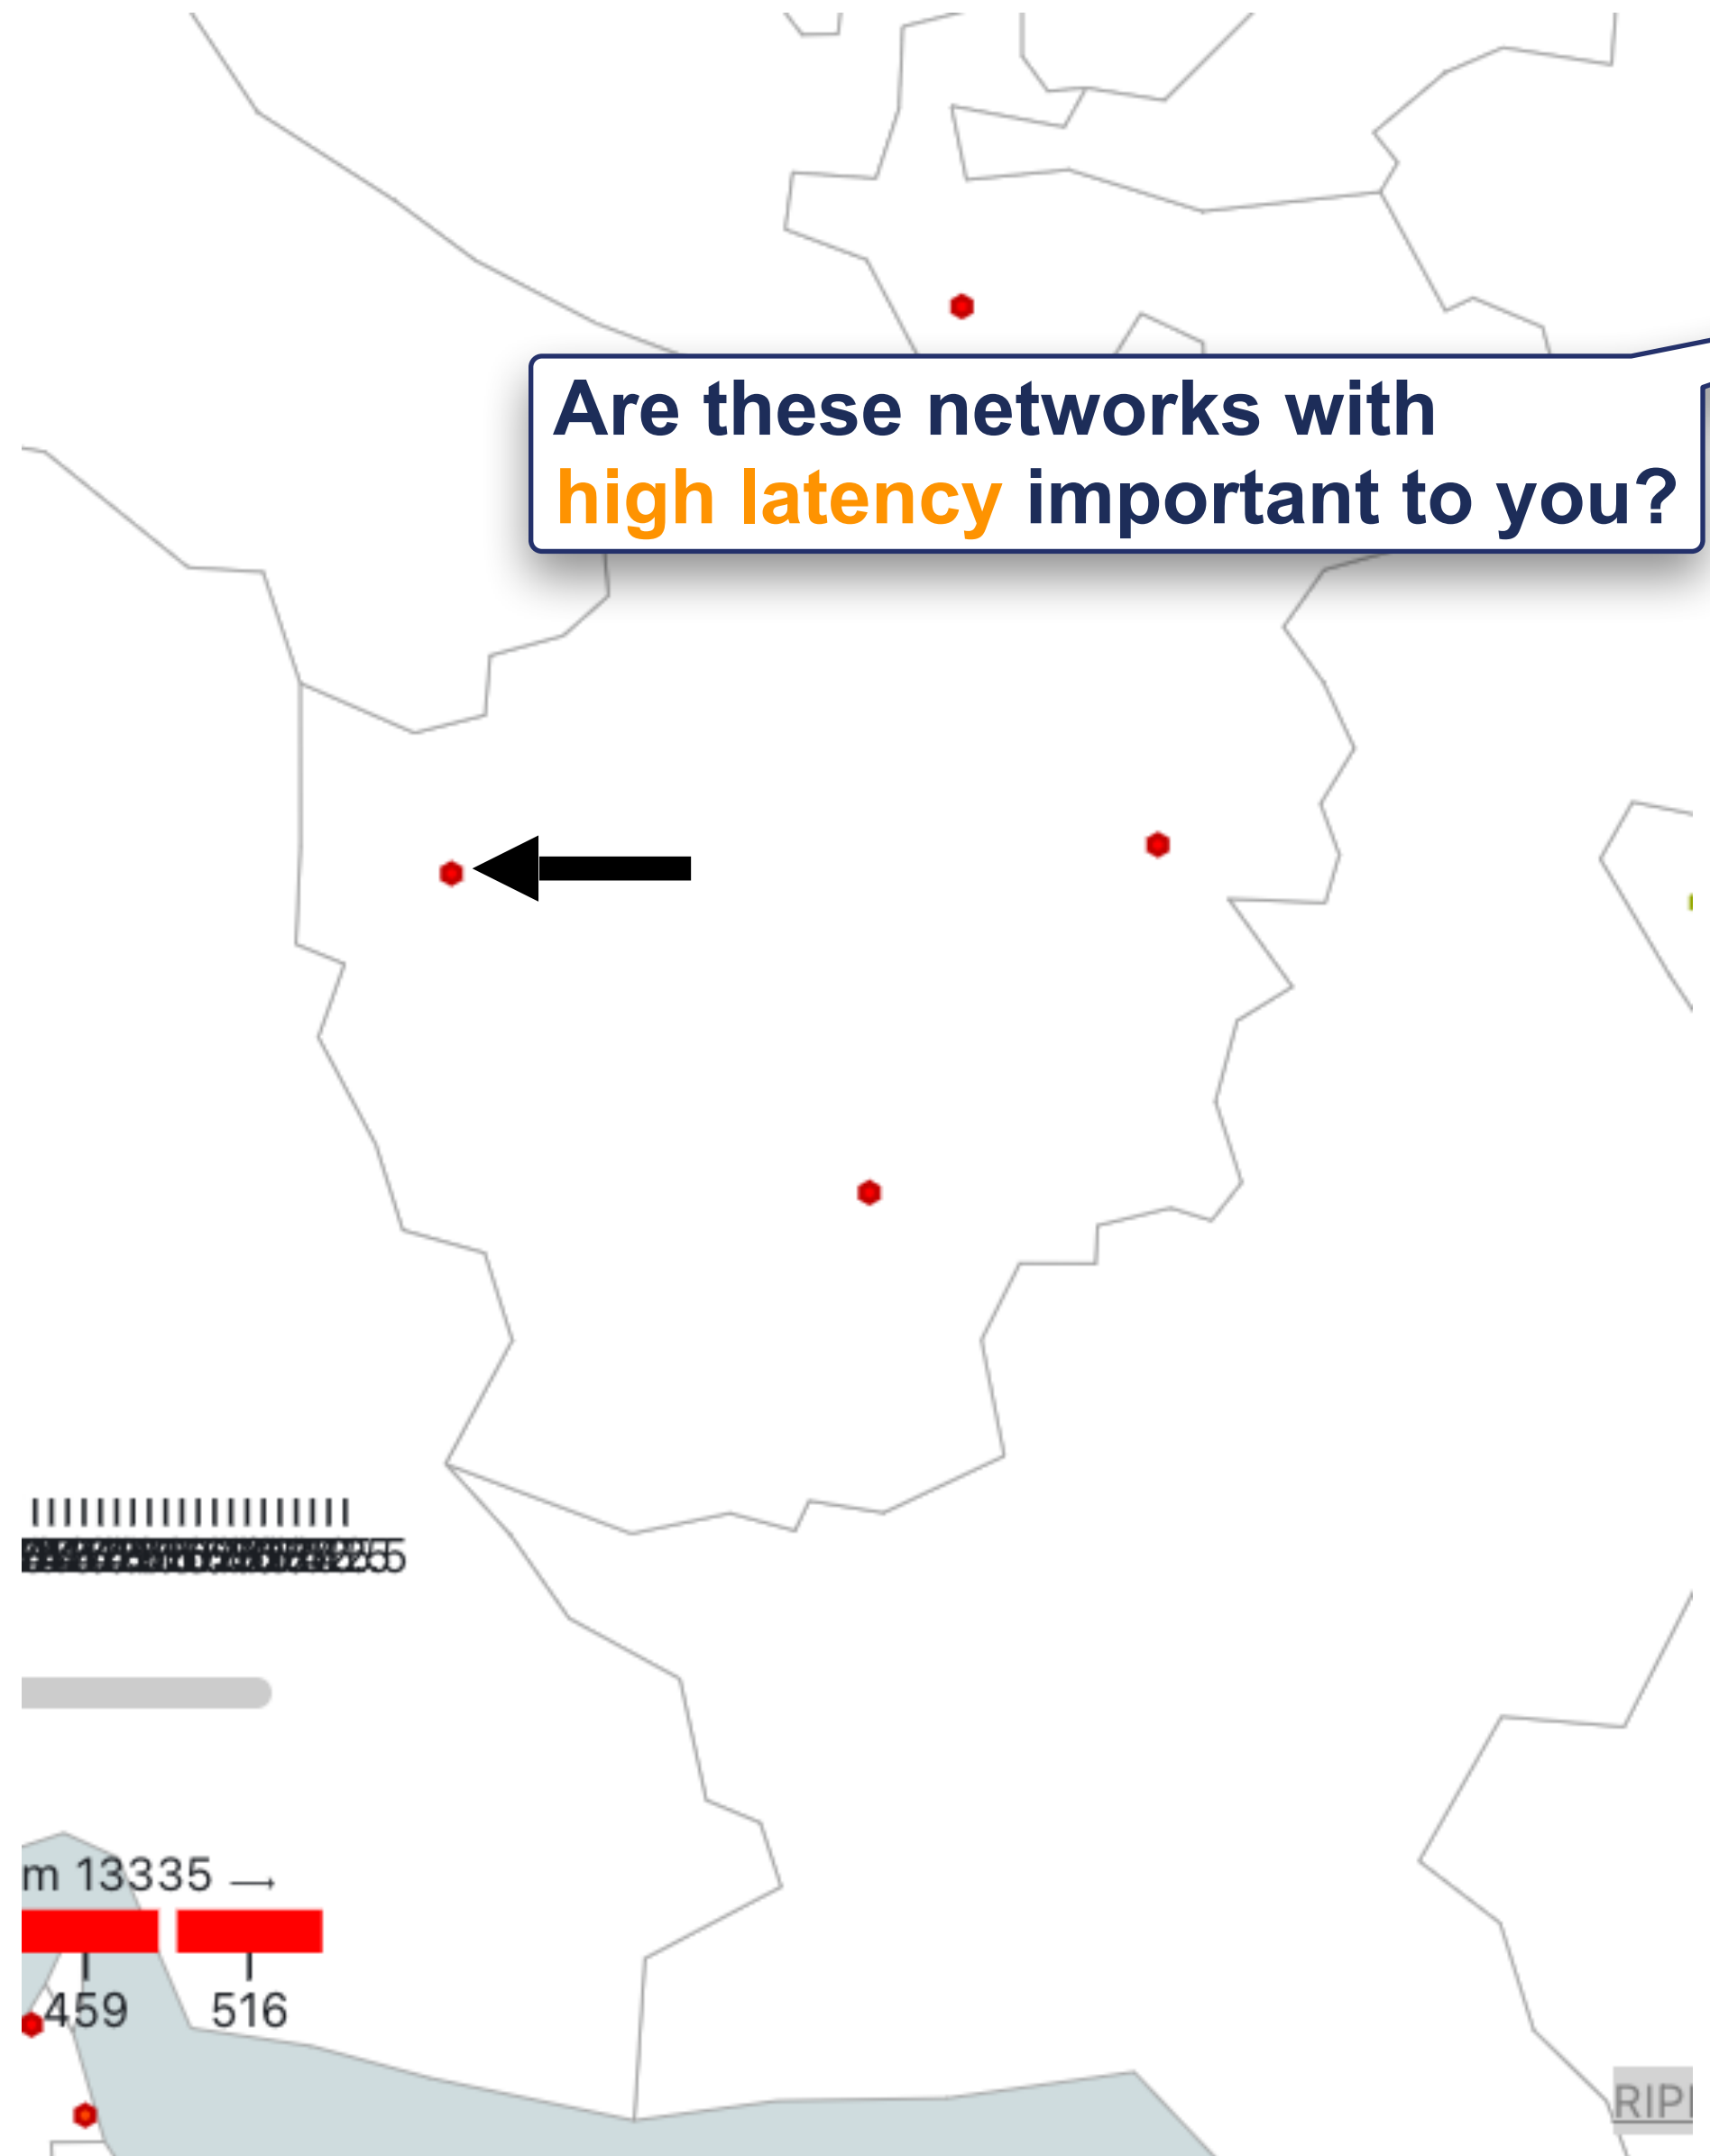 Are these networks with
high latency important to you?
m 13335 →
459 516
RIP